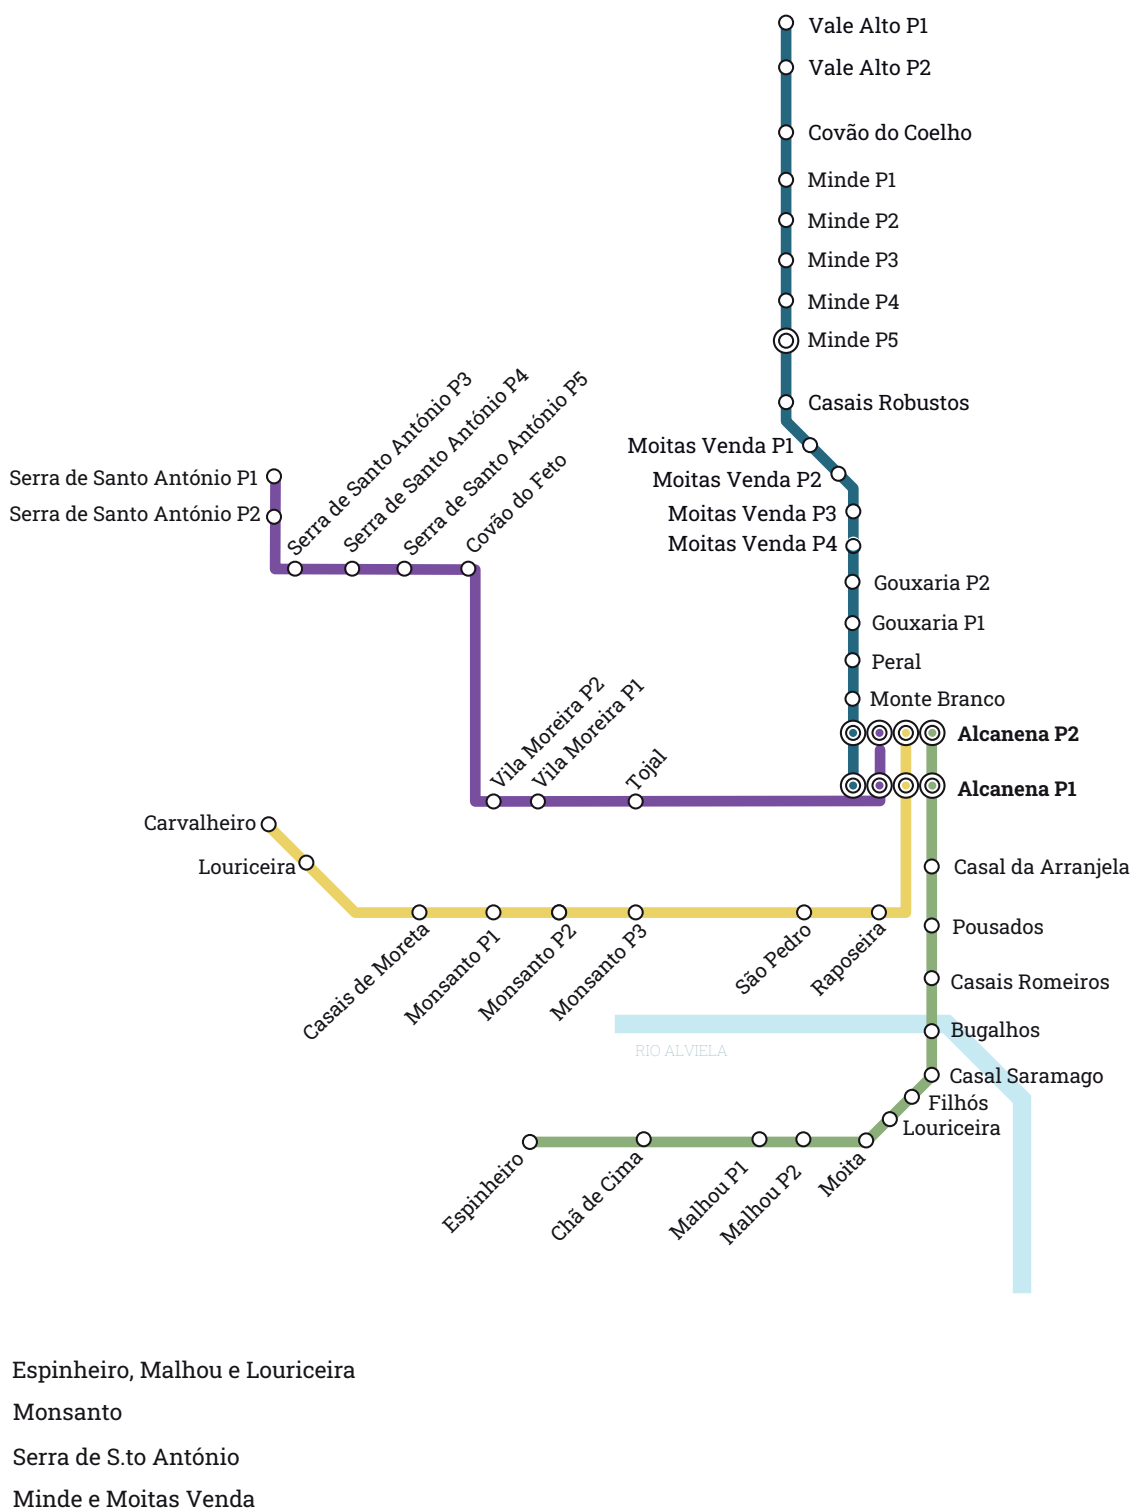 Vale Alto P1
Vale Alto P2
Covão do Coelho
Minde P1
Minde P2
Minde P3
Minde P4
Minde P5
Casais Robustos
Moitas Venda P1
Moitas Venda P2
Moitas Venda P3
Moitas Venda P4
Gouxaria P2
Gouxaria P1
Peral
Monte Branco
Alcanena P2
Alcanena P1
Serra de Santo António P1
Serra de Santo António P2
Serra de Santo António P3
Serra de Santo António P4
Serra de Santo António P5
Covão do Feto
Vila Moreira P2
Vila Moreira P1
Tojal
Carvalheiro
Louriceira
Casais de Moreta
Monsanto P1
Monsanto P2
Monsanto P3
São Pedro
Raposeira
Casal da Arranjela
Pousados
Casais Romeiros
Bugalhos
RIO ALVIELA
Casal Saramago
Filhós
Louriceira
Moita
Malhou P2
Malhou P1
Chã de Cima
Espinheiro
Espinheiro, Malhou e Louriceira
Monsanto
Serra de S.to António
Minde e Moitas Venda